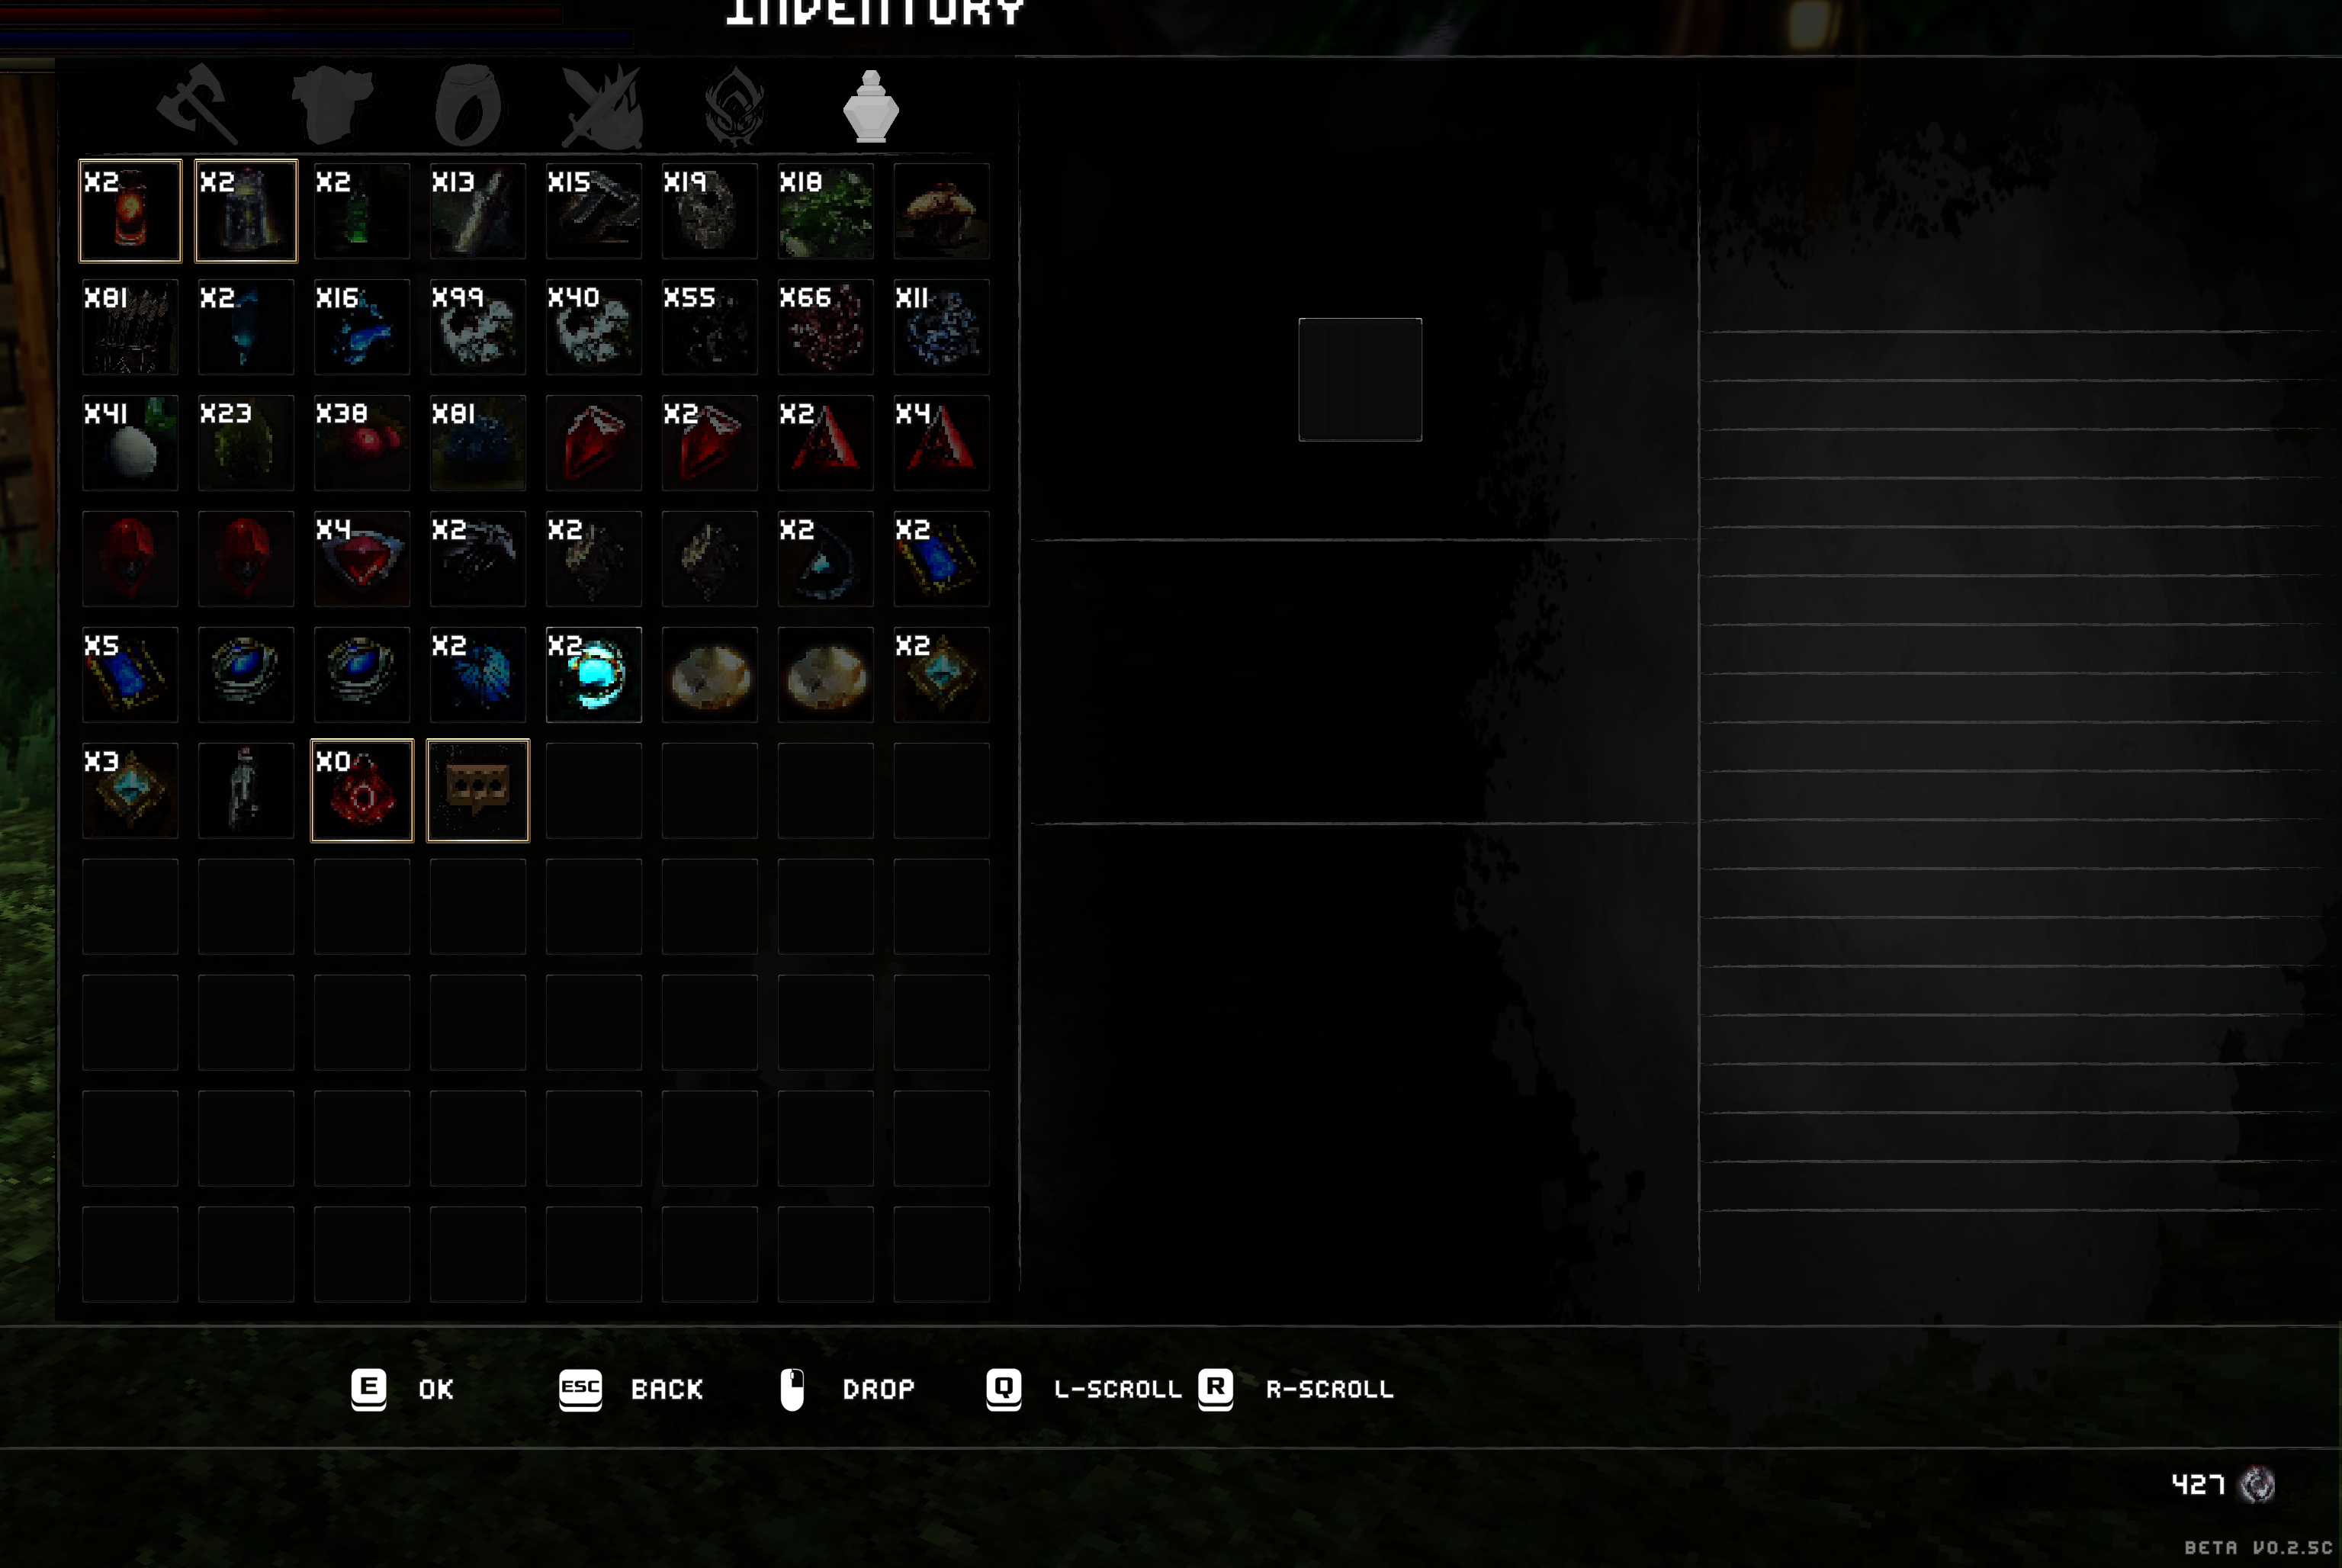 INVENTORY
X2 X2 X2 X13 X15 X19 X18
X81 X2 X16 X99 X40 X55 X66 X11
X41 X23 X38 X81 X2 X2 X4
X4 X2 X2 X2 X2
X5 X2 X2 X2
X3 X0
E OK ESC BACK DROP Q L-SCROLL R R-SCROLL
427
BETA V0.2.5C